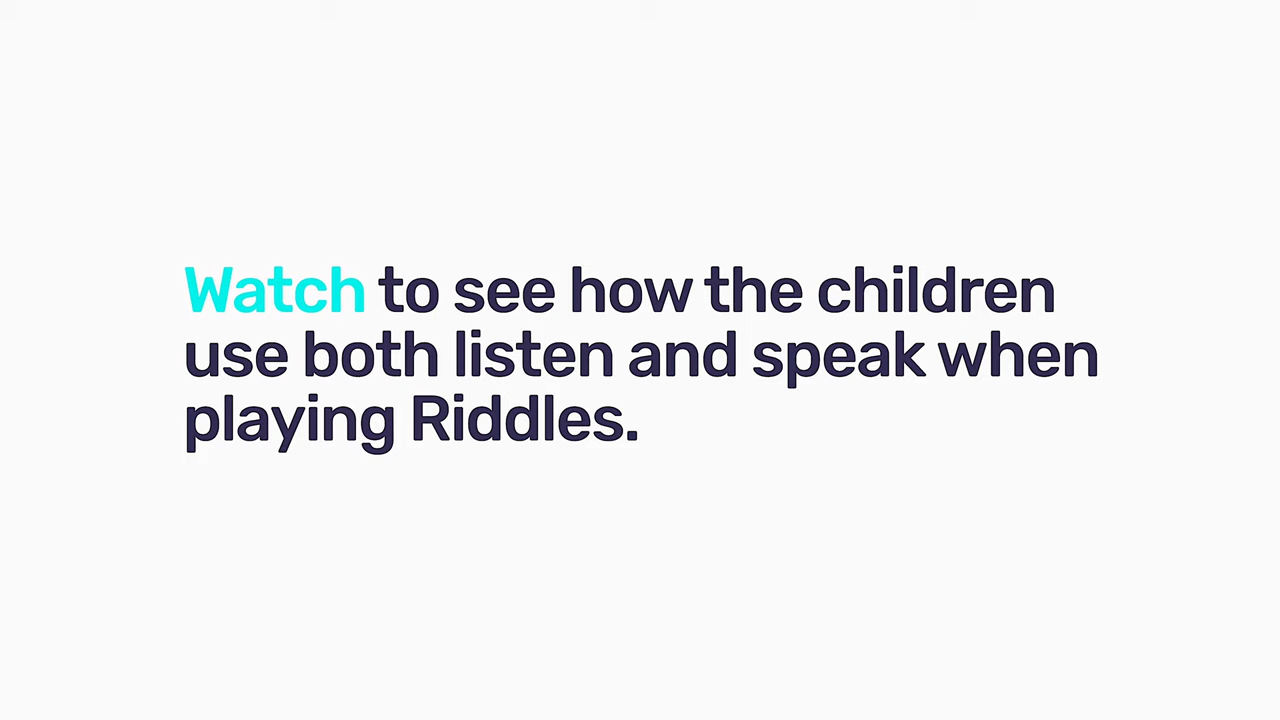 Watch to see how the children
use both listen and speak when
playing Riddles.